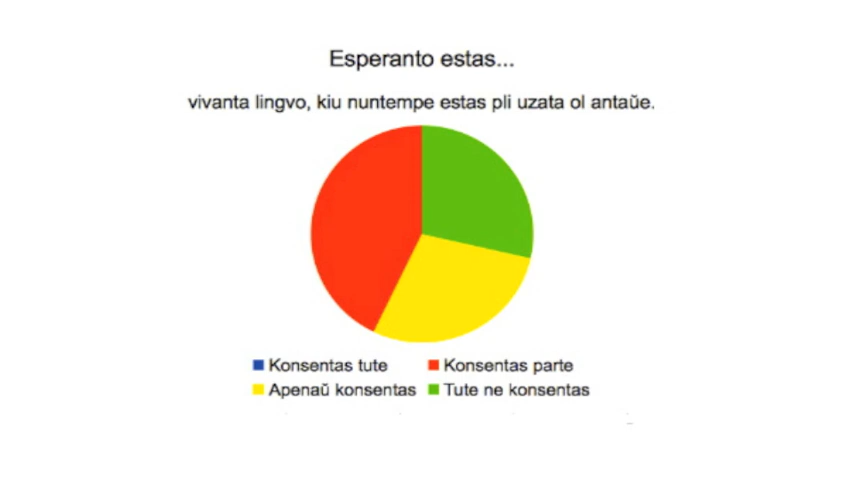 Esperanto estas...
vivanta lingvo, kiu nuntempe estas pli uzata ol antaŭe.
Konsentas tute Konsentas parte
Apenaŭ konsentas Tute ne konsentas